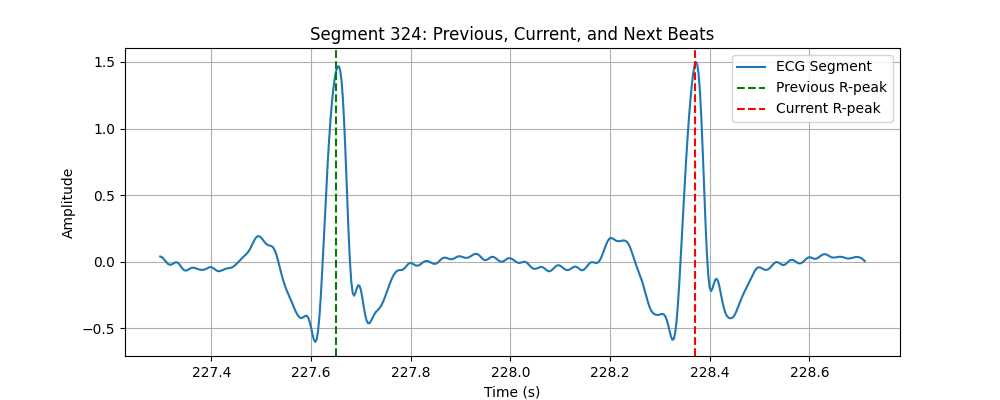 Segment 324: Previous, Current, and Next Beats
ECG Segment
Previous R-peak
Current R-peak
Amplitude
1.5
1.0
0.5
0.0
−0.5
227.4 227.6 227.8 228.0 228.2 228.4 228.6
Time (s)